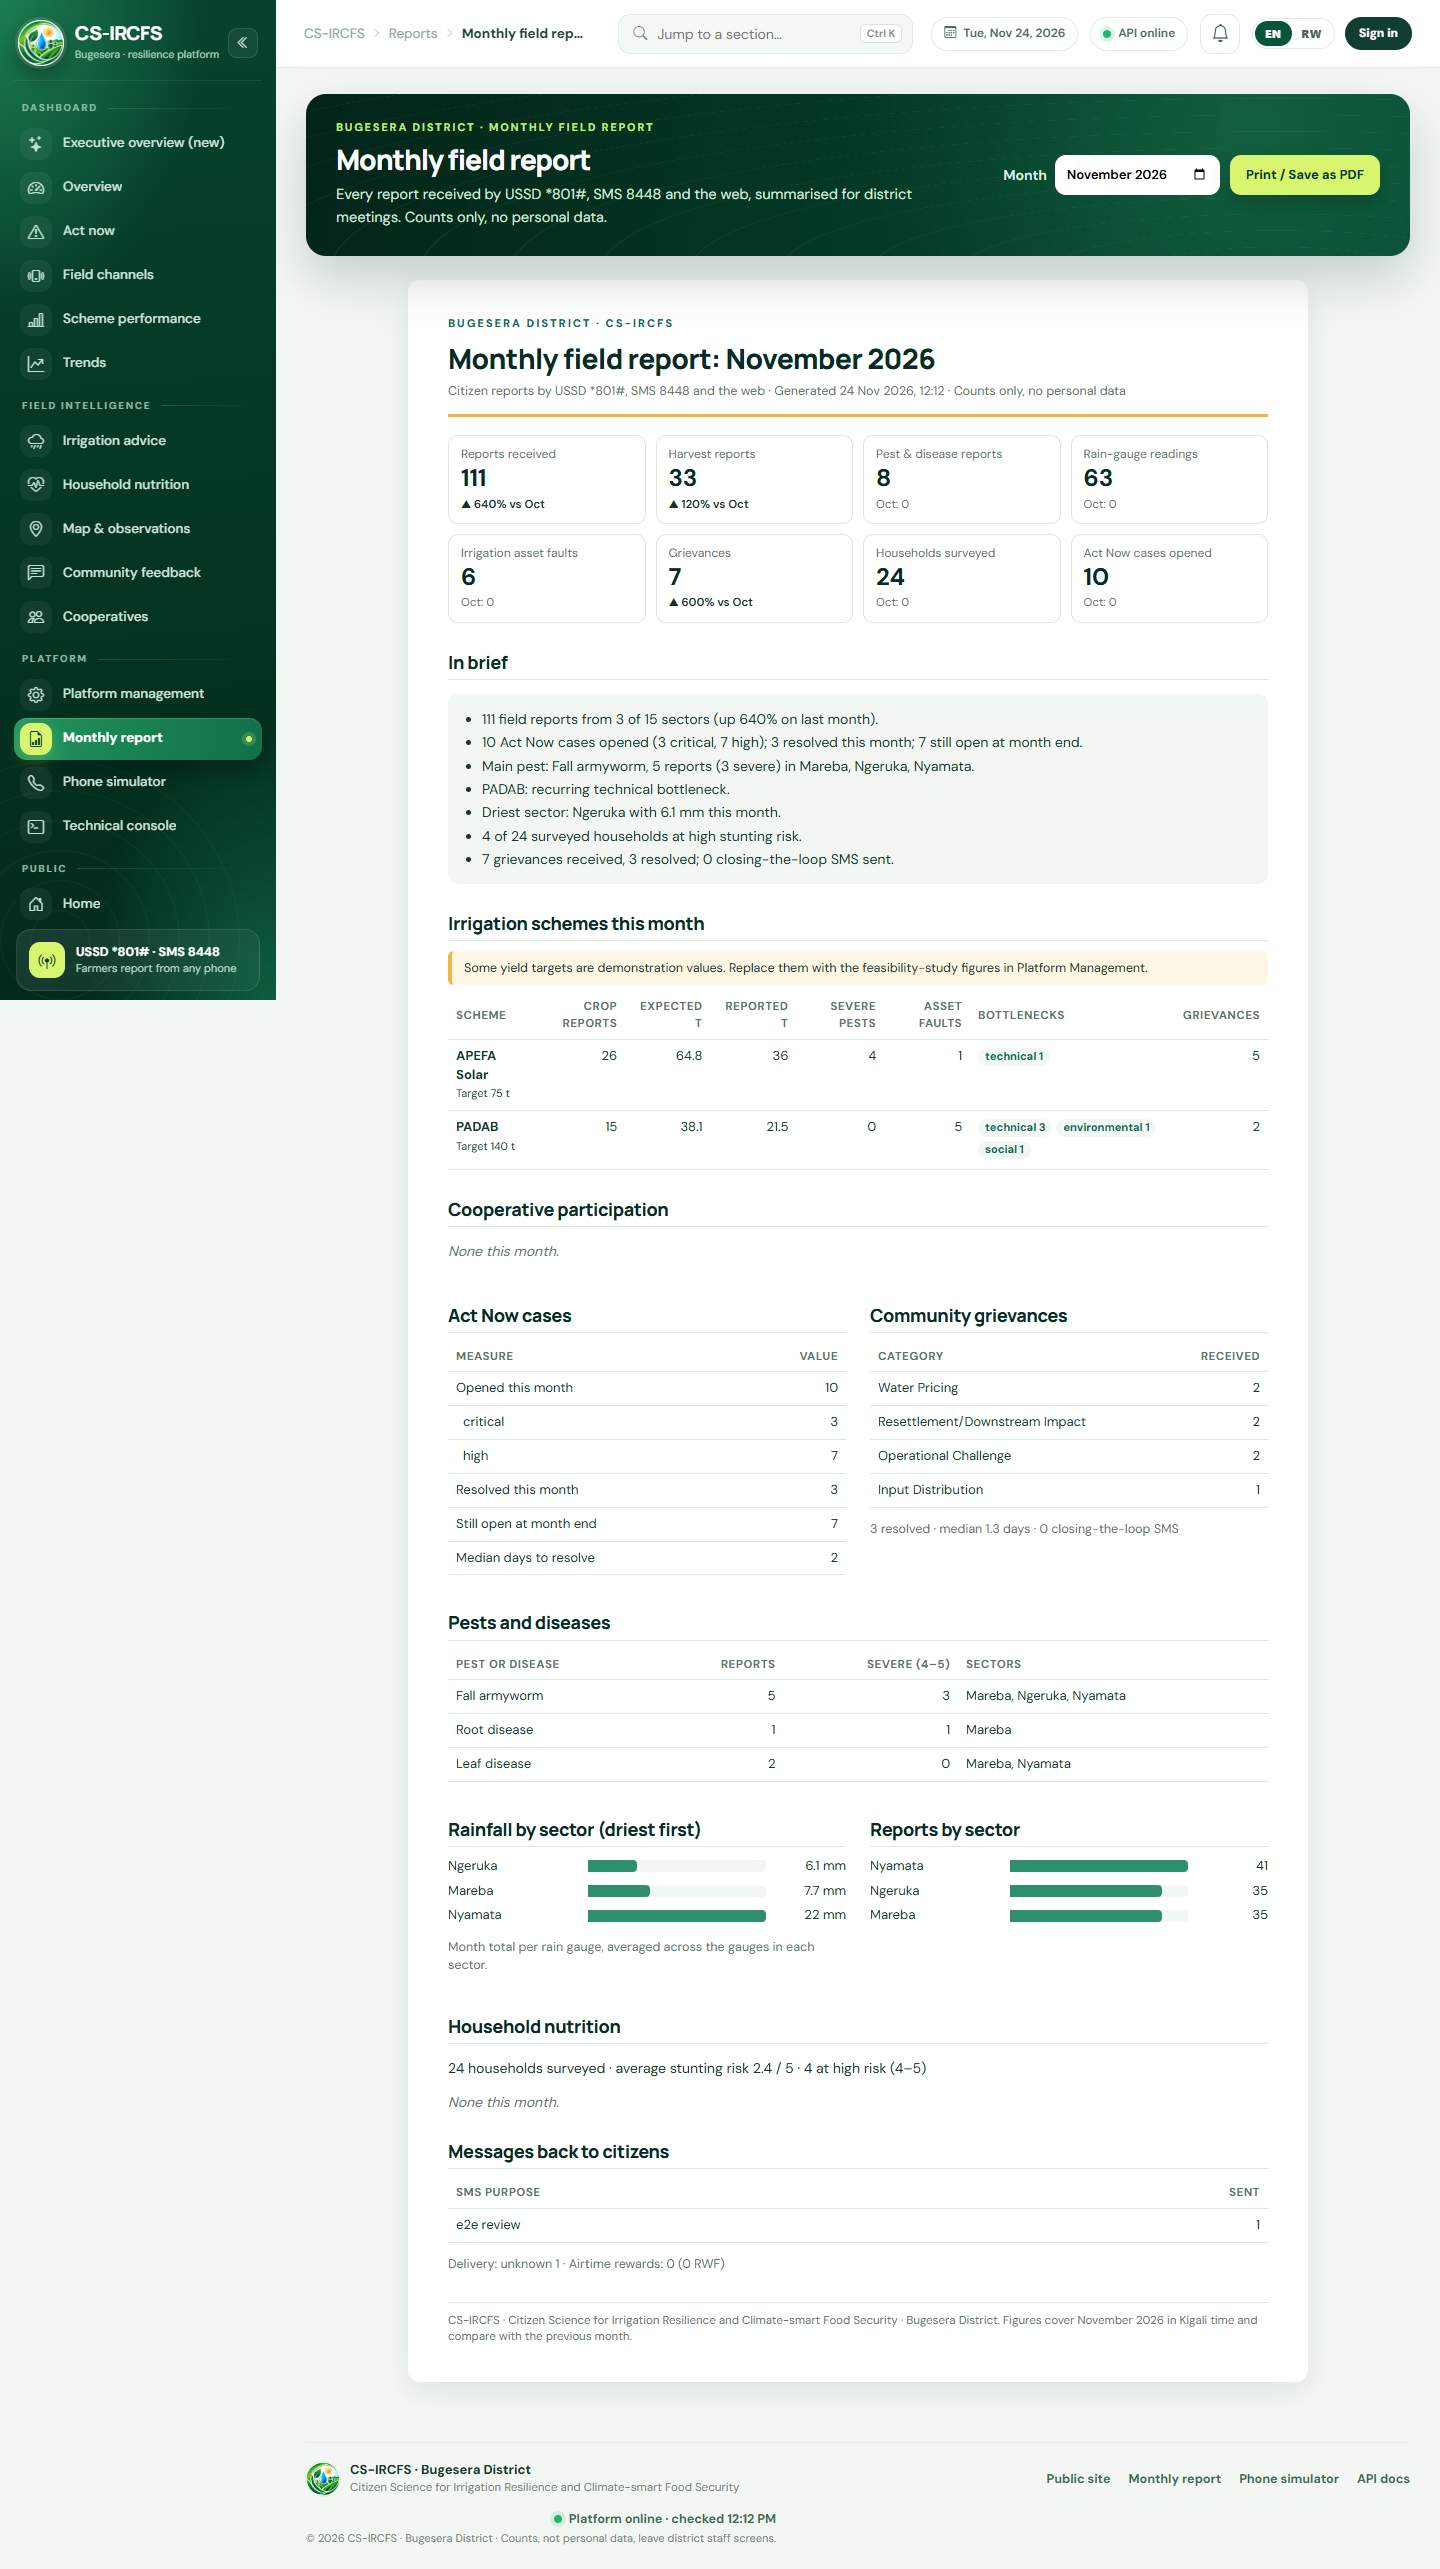 CS-IRCFS
Bugesera · resilience platform
DASHBOARD
Executive overview (new)
Overview
Act now
Field channels
Scheme performance
Trends
FIELD INTELLIGENCE
Irrigation advice
Household nutrition
Map & observations
Community feedback
Cooperatives
PLATFORM
Platform management
Monthly report
Phone simulator
Technical console
PUBLIC
Home
USSD *801# · SMS 8448
Farmers report from any phone
CS-IRCFS > Reports > Monthly field rep...
Jump to a section... Ctrl K
Tue, Nov 24, 2026
API online
EN RW
Sign in
BUGESERA DISTRICT · MONTHLY FIELD REPORT
Monthly field report
Every report received by USSD *801#, SMS 8448 and the web, summarised for district
meetings. Counts only, no personal data.
Month November 2026
Print / Save as PDF
BUGESERA DISTRICT · CS-IRCFS
Monthly field report: November 2026
Citizen reports by USSD *801#, SMS 8448 and the web · Generated 24 Nov 2026, 12:12 · Counts only, no personal data
Reports received
111
▲ 640% vs Oct
Harvest reports
33
▲ 120% vs Oct
Pest & disease reports
8
Oct: 0
Rain-gauge readings
63
Oct: 0
Irrigation asset faults
6
Oct: 0
Grievances
7
▲ 600% vs Oct
Households surveyed
24
Oct: 0
Act Now cases opened
10
Oct: 0
In brief
• 111 field reports from 3 of 15 sectors (up 640% on last month).
• 10 Act Now cases opened (3 critical, 7 high); 3 resolved this month; 7 still open at month end.
• Main pest: Fall armyworm, 5 reports (3 severe) in Mareba, Ngeruka, Nyamata.
• PADAB: recurring technical bottleneck.
• Driest sector: Ngeruka with 6.1 mm this month.
• 4 of 24 surveyed households at high stunting risk.
• 7 grievances received, 3 resolved; 0 closing-the-loop SMS sent.
Irrigation schemes this month
Some yield targets are demonstration values. Replace them with the feasibility-study figures in Platform Management.
SCHEME CROP REPORTS EXPECTED T REPORTED T SEVERE PESTS ASSET FAULTS BOTTLENECKS GRIEVANCES
APEFA Solar 26 64.8 36 4 1 technical 1 5
Target 75 t
PADAB 15 38.1 21.5 0 5 technical 3 environmental 1 2
Target 140 t social 1
Cooperative participation
None this month.
Act Now cases
MEASURE VALUE
Opened this month 10
critical 3
high 7
Resolved this month 3
Still open at month end 7
Median days to resolve 2
Community grievances
CATEGORY RECEIVED
Water Pricing 2
Resettlement/Downstream Impact 2
Operational Challenge 2
Input Distribution 1
3 resolved · median 1.3 days · 0 closing-the-loop SMS
Pests and diseases
PEST OR DISEASE REPORTS SEVERE (4–5) SECTORS
Fall armyworm 5 3 Mareba, Ngeruka, Nyamata
Root disease 1 1 Mareba
Leaf disease 2 0 Mareba, Nyamata
Rainfall by sector (driest first)
Ngeruka 6.1 mm
Mareba 7.7 mm
Nyamata 22 mm
Month total per rain gauge, averaged across the gauges in each
sector.
Reports by sector
Nyamata 41
Ngeruka 35
Mareba 35
Household nutrition
24 households surveyed · average stunting risk 2.4 / 5 · 4 at high risk (4–5)
None this month.
Messages back to citizens
SMS PURPOSE SENT
e2e review 1
Delivery: unknown 1 · Airtime rewards: 0 (0 RWF)
CS-IRCFS · Citizen Science for Irrigation Resilience and Climate-smart Food Security · Bugesera District. Figures cover November 2026 in Kigali time and
compare with the previous month.
CS-IRCFS · Bugesera District
Citizen Science for Irrigation Resilience and Climate-smart Food Security
Public site Monthly report Phone simulator API docs
Platform online · checked 12:12 PM
© 2026 CS-IRCFS · Bugesera District · Counts, not personal data, leave district staff screens.